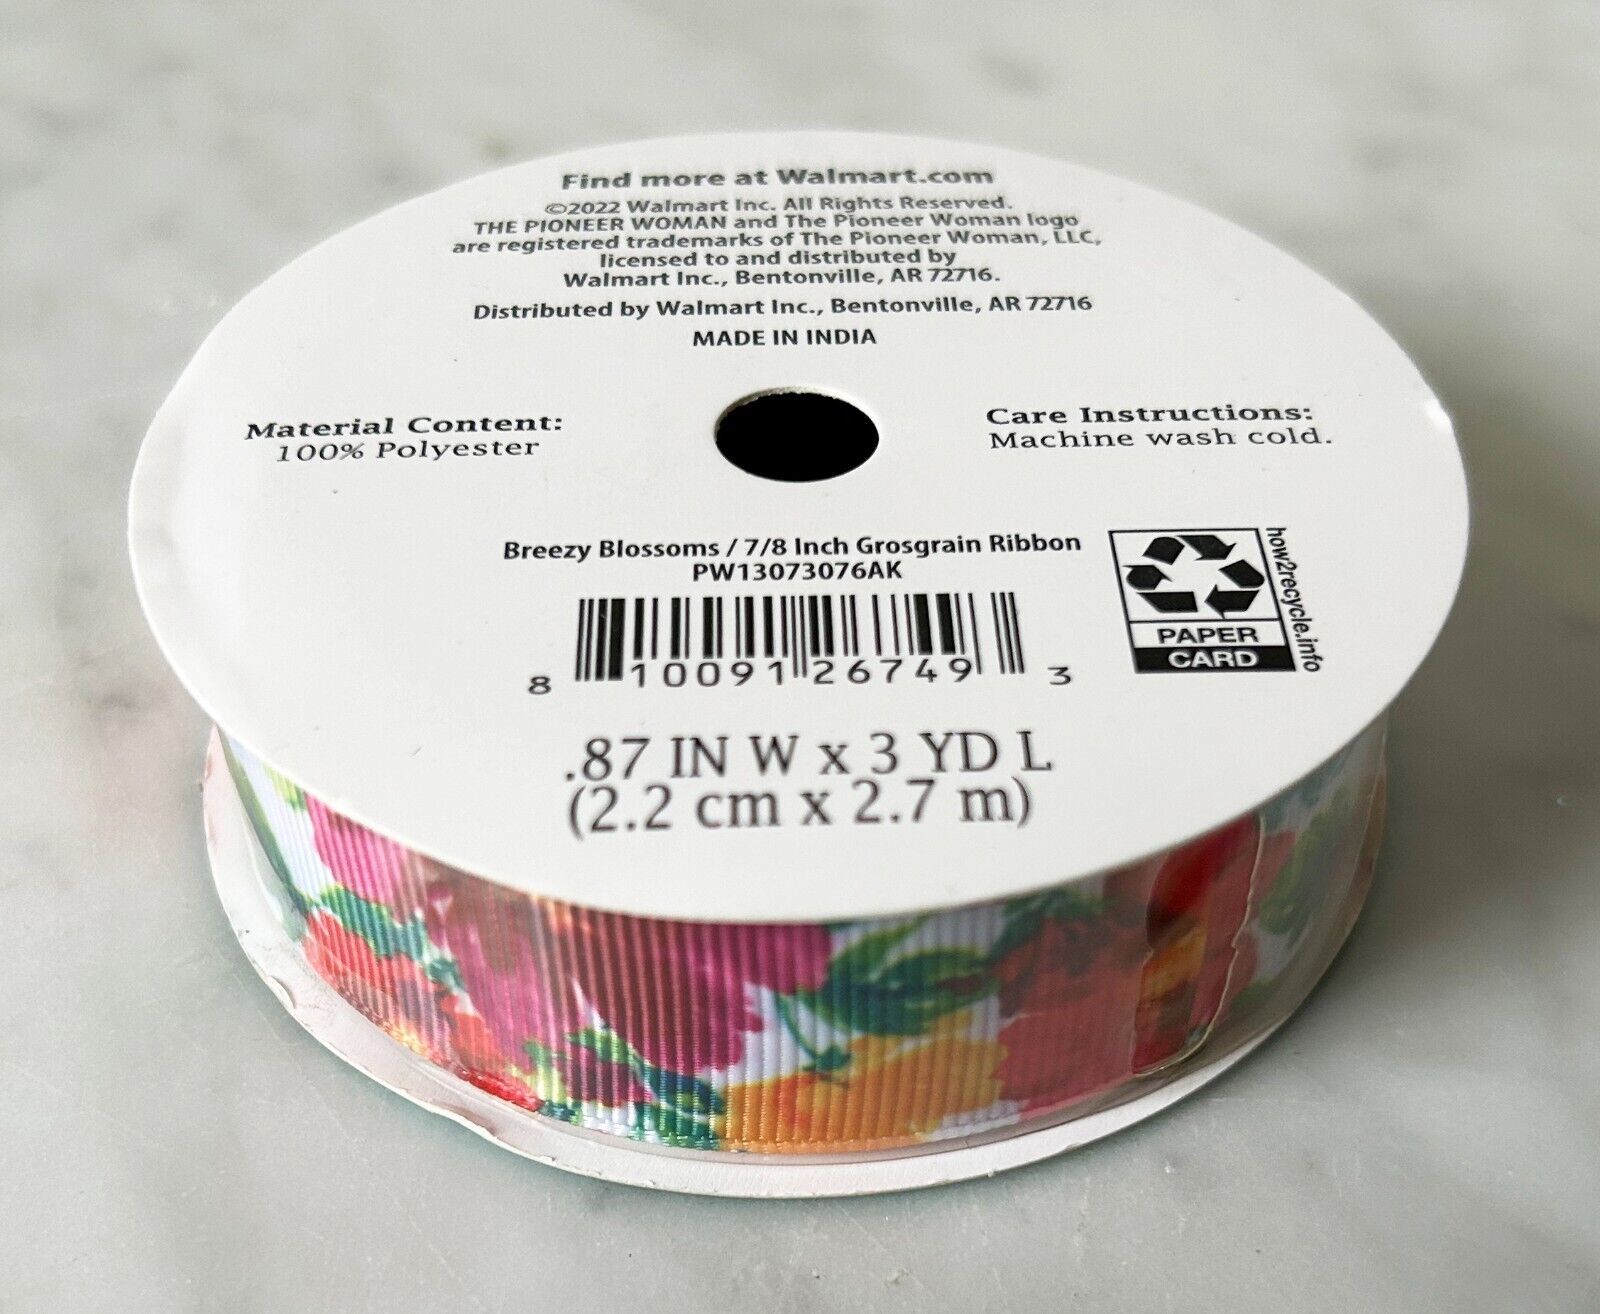 Find more at Walmart.com
©2022 Walmart Inc. All Rights Reserved.
THE PIONEER WOMAN and The Pioneer Woman logo
are registered trademarks of The Pioneer Woman, LLC,
licensed to and distributed by
Walmart Inc., Bentonville, AR 72716.
Distributed by Walmart Inc., Bentonville, AR 72716
MADE IN INDIA
Material Content:
100% Polyester
Care Instructions:
Machine wash cold.
Breezy Blossoms / 7/8 Inch Grosgrain Ribbon
PW13073076AK
8 10091 26749 3
how2recycle.info
PAPER
CARD
.87 IN W x 3 YD L
(2.2 cm x 2.7 m)